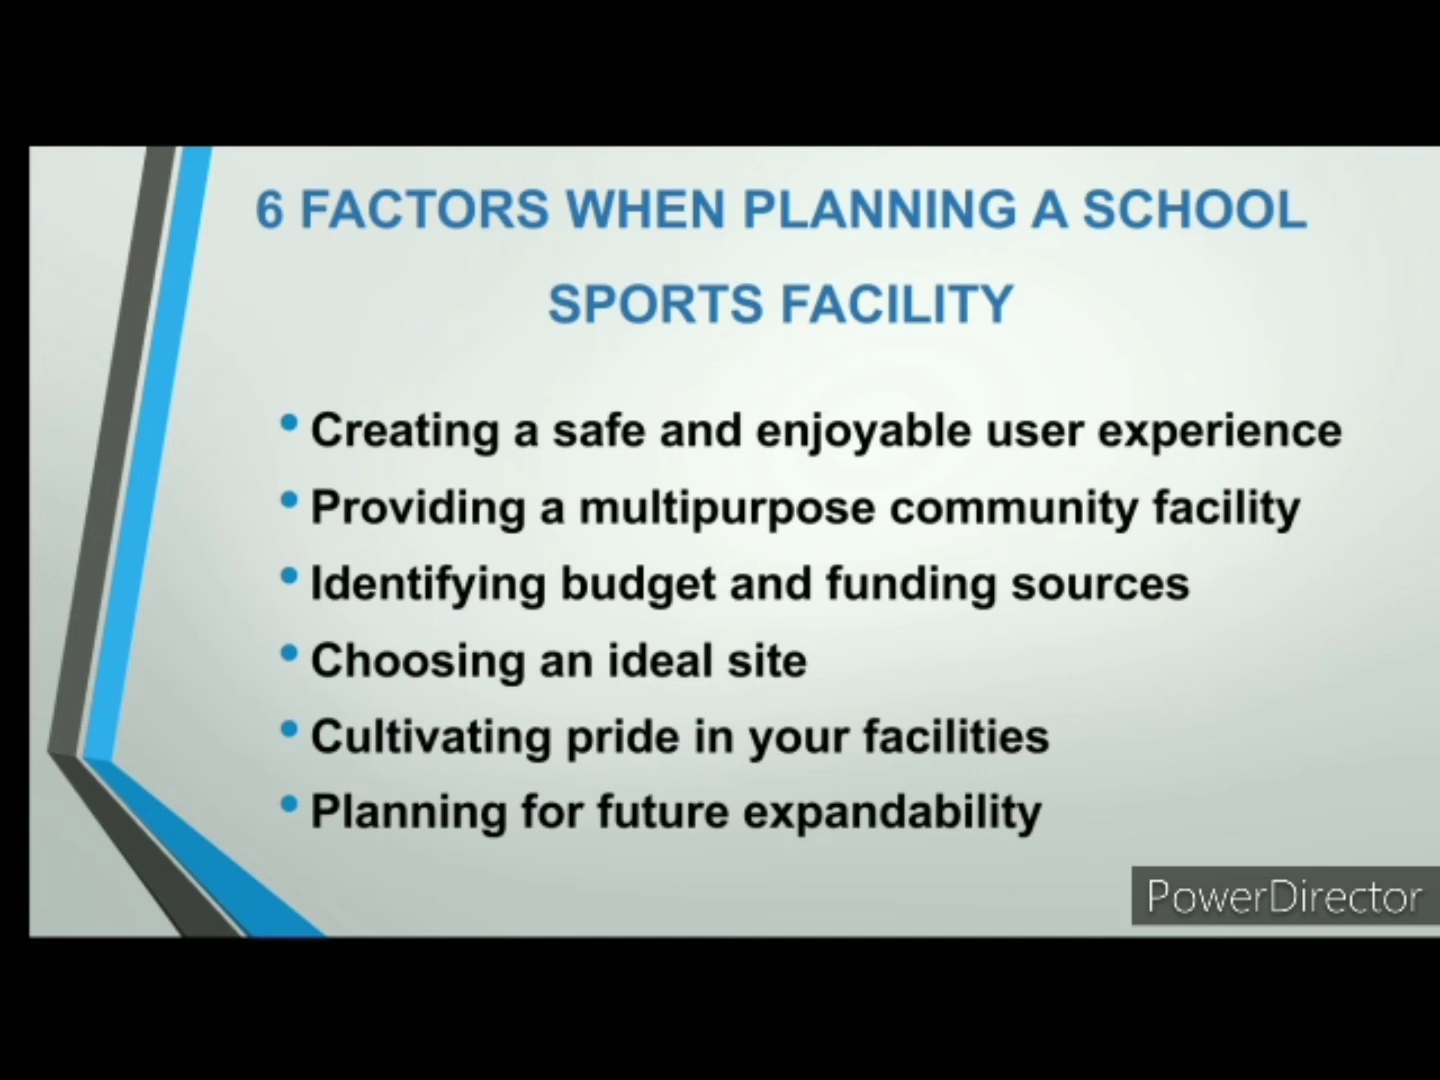 6 FACTORS WHEN PLANNING A SCHOOL
SPORTS FACILITY
• Creating a safe and enjoyable user experience
• Providing a multipurpose community facility
• Identifying budget and funding sources
• Choosing an ideal site
• Cultivating pride in your facilities
• Planning for future expandability
PowerDirector